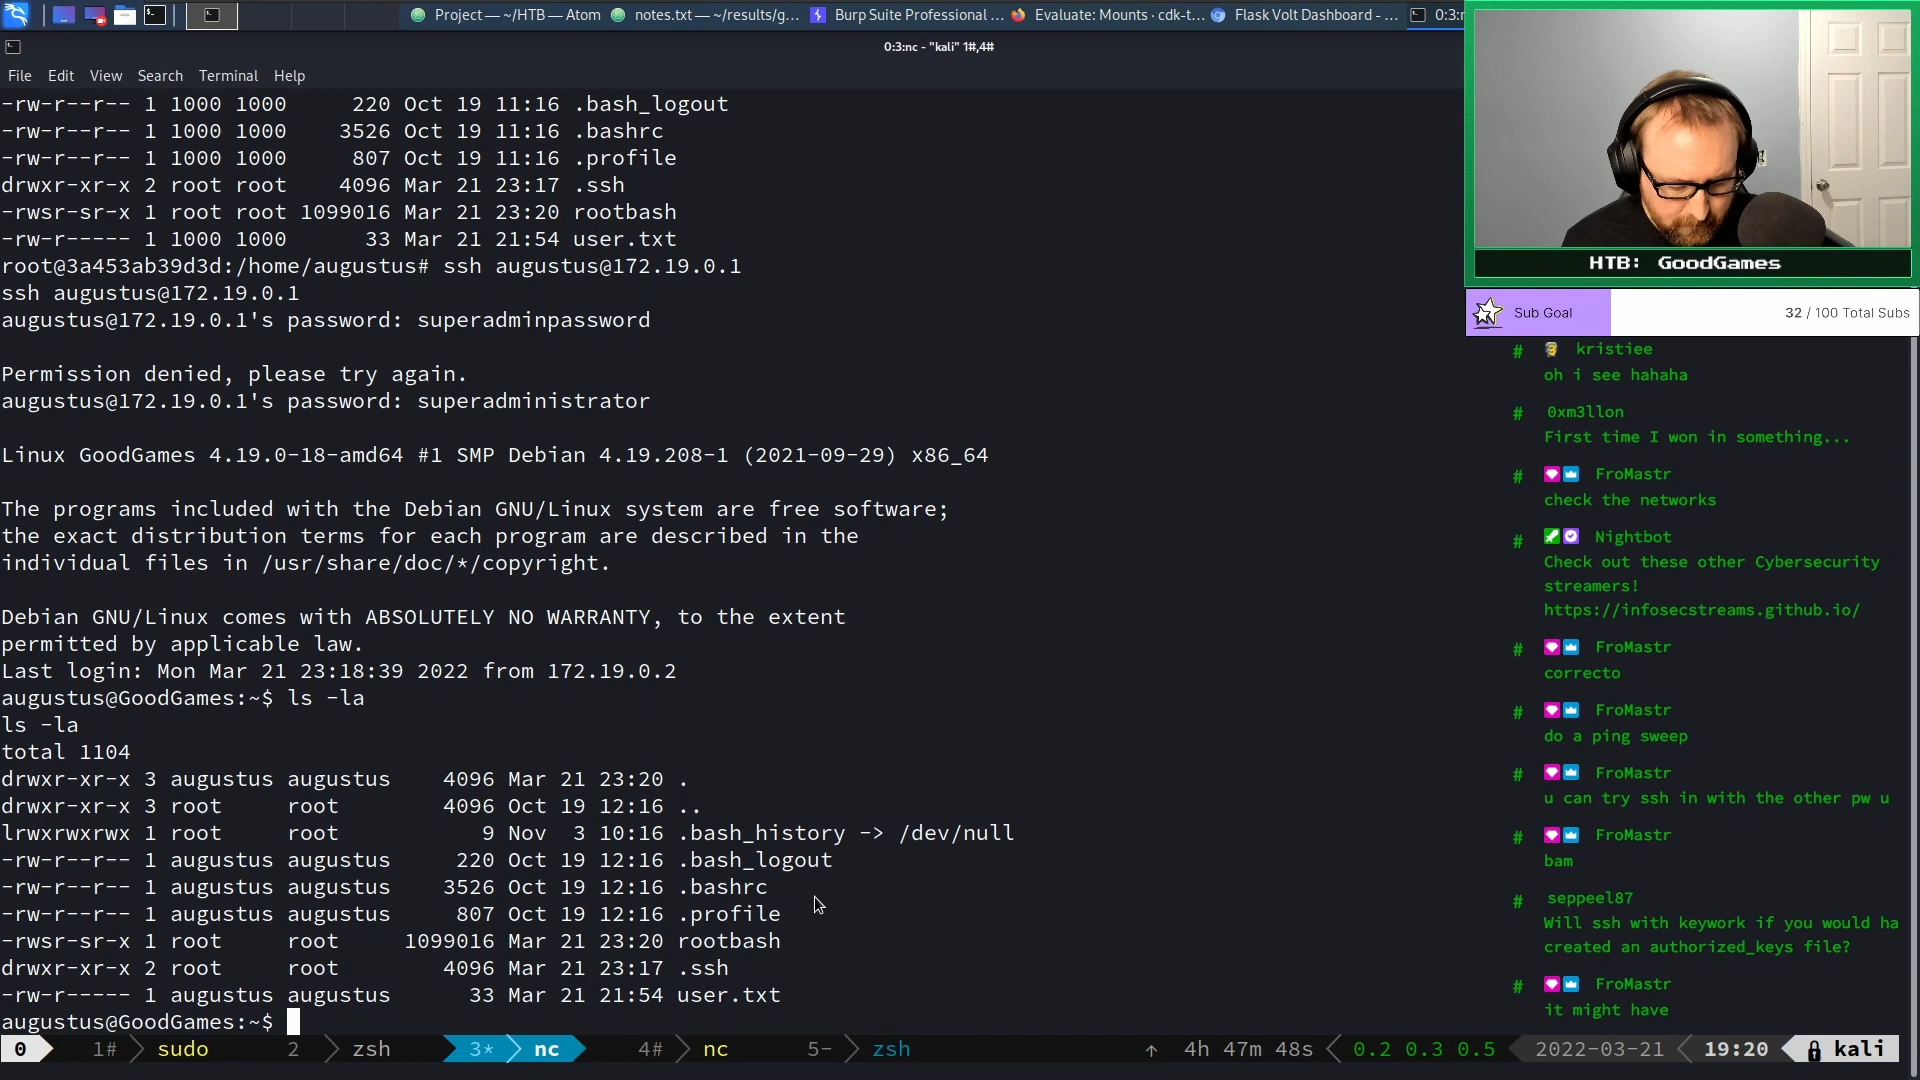 Project — ~/HTB — Atom
notes.txt — ~/results/g...
Burp Suite Professional ...
Evaluate: Mounts · cdk-t...
Flask Volt Dashboard - ...
0:3:n
0:3:nc - "kali" 1#,4#
File Edit View Search Terminal Help
-rw-r--r-- 1 1000 1000     220 Oct 19 11:16 .bash_logout
-rw-r--r-- 1 1000 1000    3526 Oct 19 11:16 .bashrc
-rw-r--r-- 1 1000 1000     807 Oct 19 11:16 .profile
drwxr-xr-x 2 root root    4096 Mar 21 23:17 .ssh
-rwsr-sr-x 1 root root 1099016 Mar 21 23:20 rootbash
-rw-r----- 1 1000 1000      33 Mar 21 21:54 user.txt
root@3a453ab39d3d:/home/augustus# ssh augustus@172.19.0.1
ssh augustus@172.19.0.1
augustus@172.19.0.1's password: superadminpassword
Permission denied, please try again.
augustus@172.19.0.1's password: superadministrator
Linux GoodGames 4.19.0-18-amd64 #1 SMP Debian 4.19.208-1 (2021-09-29) x86_64
The programs included with the Debian GNU/Linux system are free software;
the exact distribution terms for each program are described in the
individual files in /usr/share/doc/*/copyright.
Debian GNU/Linux comes with ABSOLUTELY NO WARRANTY, to the extent
permitted by applicable law.
Last login: Mon Mar 21 23:18:39 2022 from 172.19.0.2
augustus@GoodGames:~$ ls -la
ls -la
total 1104
drwxr-xr-x 3 augustus augustus    4096 Mar 21 23:20 .
drwxr-xr-x 3 root     root        4096 Oct 19 12:16 ..
lrwxrwxrwx 1 root     root           9 Nov  3 10:16 .bash_history -> /dev/null
-rw-r--r-- 1 augustus augustus     220 Oct 19 12:16 .bash_logout
-rw-r--r-- 1 augustus augustus    3526 Oct 19 12:16 .bashrc
-rw-r--r-- 1 augustus augustus     807 Oct 19 12:16 .profile
-rwsr-sr-x 1 root     root     1099016 Mar 21 23:20 rootbash
drwxr-xr-x 2 root     root        4096 Mar 21 23:17 .ssh
-rw-r----- 1 augustus augustus      33 Mar 21 21:54 user.txt
augustus@GoodGames:~$
0 1# sudo 2 zsh 3* nc 4# nc 5- zsh ↑ 4h 47m 48s 0.2 0.3 0.5 2022-03-21 19:20 kali
HTB: GoodGames
Sub Goal 32 / 100 Total Subs
# kristiee
oh i see hahaha
# 0xm3llon
First time I won in something...
# FroMastr
check the networks
# Nightbot
Check out these other Cybersecurity
streamers!
https://infosecstreams.github.io/
# FroMastr
correcto
# FroMastr
do a ping sweep
# FroMastr
u can try ssh in with the other pw u
# FroMastr
bam
# seppeel87
Will ssh with keywork if you would ha
created an authorized_keys file?
# FroMastr
it might have